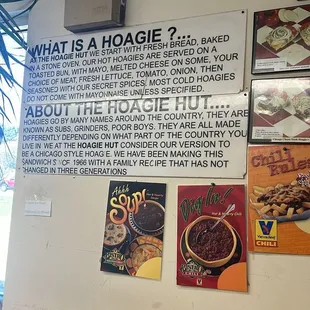 WHAT IS A HOAGIE ?...
AT THE HOAGIE HUT WE START WITH FRESH BREAD, BAKED
IN A STONE OVEN. OUR HOT HOAGIES ARE SERVED ON A
TOASTED BUN, WITH MAYO, MELTED CHEESE ON SOME, YOUR
CHOICE OF MEAT, FRESH LETTUCE, TOMATO, ONION, THEN
SEASONED WITH OUR SECRET SPICES, MOST COLD HOAGIES
DO NOT COME WITH MAYONNAISE UNLESS SPECIFIED.
ABOUT THE HOAGIE HUT....
HOAGIES GO BY MANY NAMES AROUND THE COUNTRY, THEY ARE
KNOWN AS SUBS, GRINDERS, POOR BOYS. THEY ARE ALL MADE
DIFFERENTLY DEPENDING ON WHAT PART OF THE COUNTRY YOU
LIVE IN WE AT THE HOAGIE HUT CONSIDER OUR VERSION TO
BE A CHICAGO STYLE HOAG E. WE HAVE BEEN MAKING THIS
SANDWICH S CE 1966 WITH A FAMILY RECIPE THAT HAS NOT
CHANGED IN THREE GENERATIONS
Ahhh
Soup!
Chili
V
CHILI